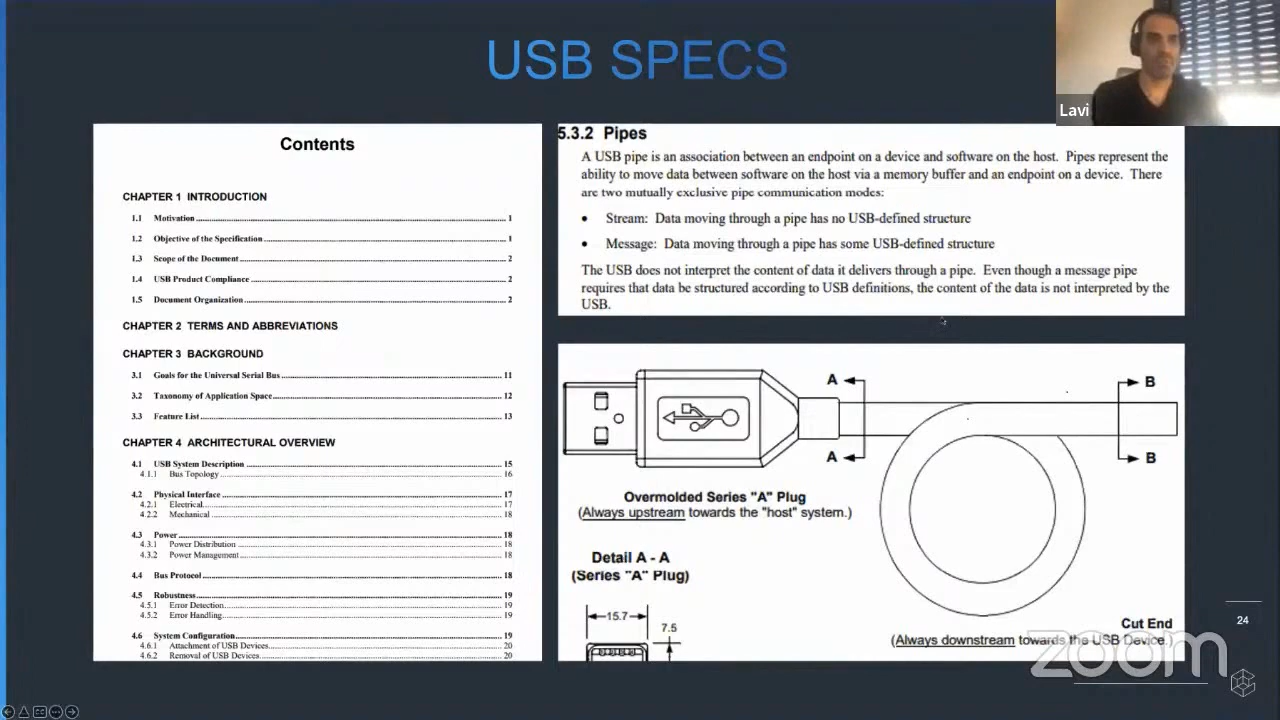 USB SPECS
Lavi
Contents
CHAPTER 1 INTRODUCTION
1.1 Motivation 1
1.2 Objective of the Specification 1
1.3 Scope of the Document 2
1.4 USB Product Compliance 2
1.5 Document Organization 2
CHAPTER 2 TERMS AND ABBREVIATIONS
CHAPTER 3 BACKGROUND
3.1 Goals for the Universal Serial Bus 11
3.2 Taxonomy of Application Space 12
3.3 Feature List 13
CHAPTER 4 ARCHITECTURAL OVERVIEW
4.1 USB System Description 15
4.1.1 Bus Topology 16
4.2 Physical Interface 17
4.2.1 Electrical 17
4.2.2 Mechanical 18
4.3 Power 18
4.3.1 Power Distribution 18
4.3.2 Power Management 18
4.4 Bus Protocol 18
4.5 Robustness 19
4.5.1 Error Detection 19
4.5.2 Error Handling 19
4.6 System Configuration 19
4.6.1 Attachment of USB Devices 20
4.6.2 Removal of USB Devices 20
5.3.2 Pipes
A USB pipe is an association between an endpoint on a device and software on the host. Pipes represent the
ability to move data between software on the host via a memory buffer and an endpoint on a device. There
are two mutually exclusive pipe communication modes:
• Stream: Data moving through a pipe has no USB-defined structure
• Message: Data moving through a pipe has some USB-defined structure
The USB does not interpret the content of data it delivers through a pipe. Even though a message pipe
requires that data be structured according to USB definitions, the content of the data is not interpreted by the
USB.
A
B
A
B
Overmolded Series "A" Plug
(Always upstream towards the "host" system.)
Detail A - A
(Series "A" Plug)
15.7
7.5
Cut End
(Always downstream towards the USB Device.)
24
zoom